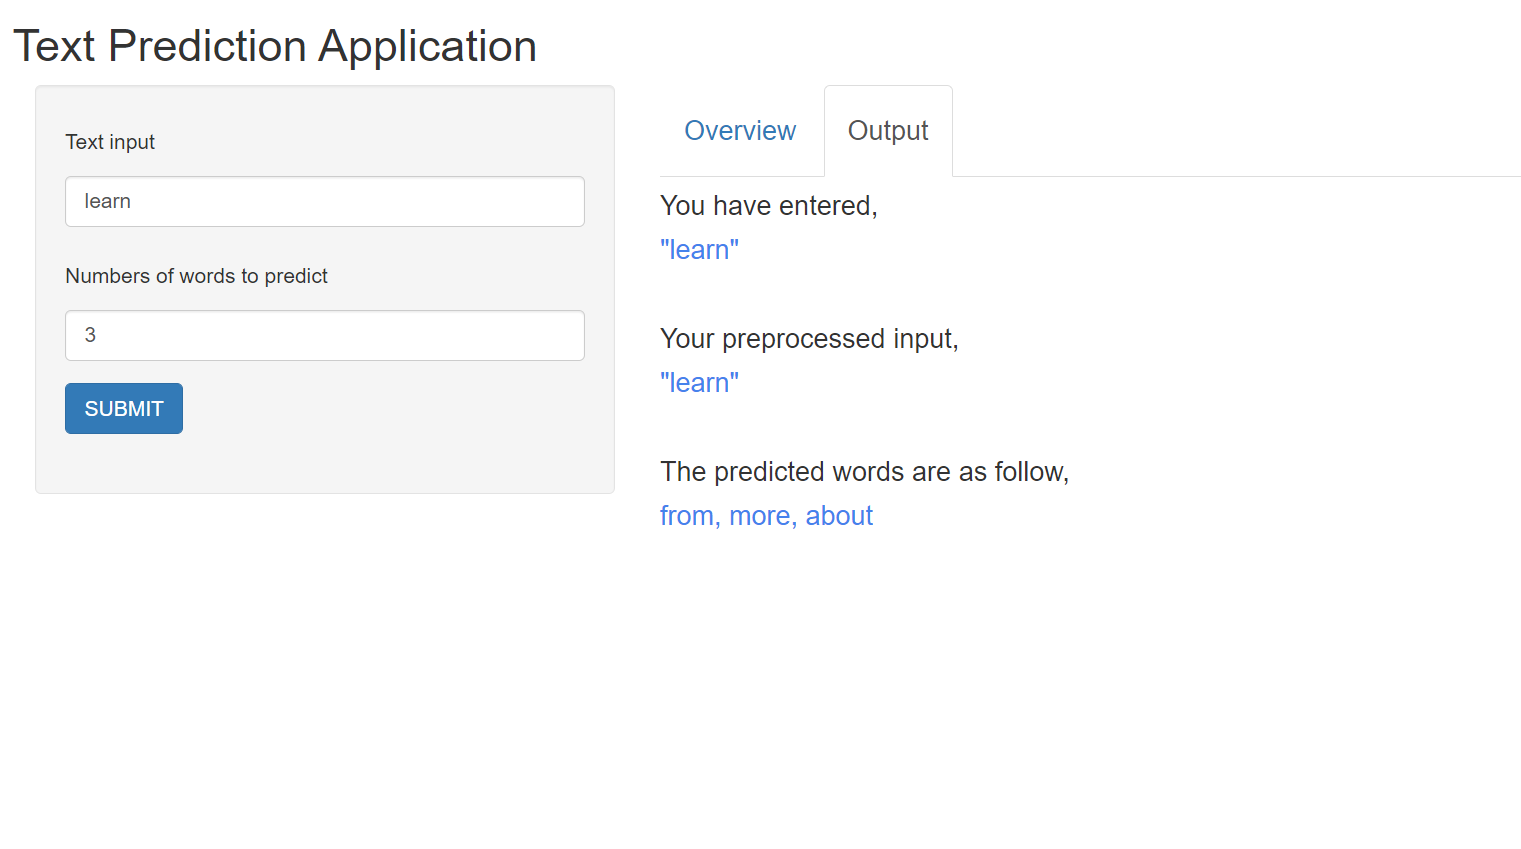 Text Prediction Application
Text input
learn
Numbers of words to predict
3
SUBMIT
Overview
Output
You have entered,
"learn"
Your preprocessed input,
"learn"
The predicted words are as follow,
from, more, about